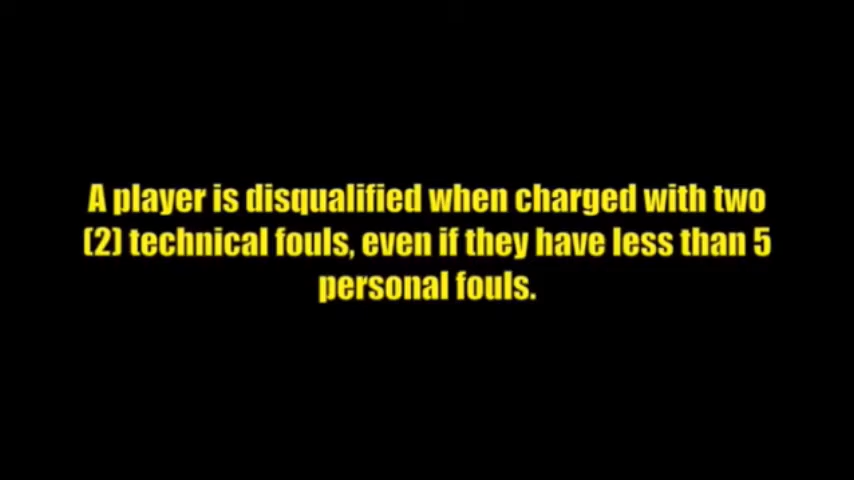 A player is disqualified when charged with two
(2) technical fouls, even if they have less than 5
personal fouls.